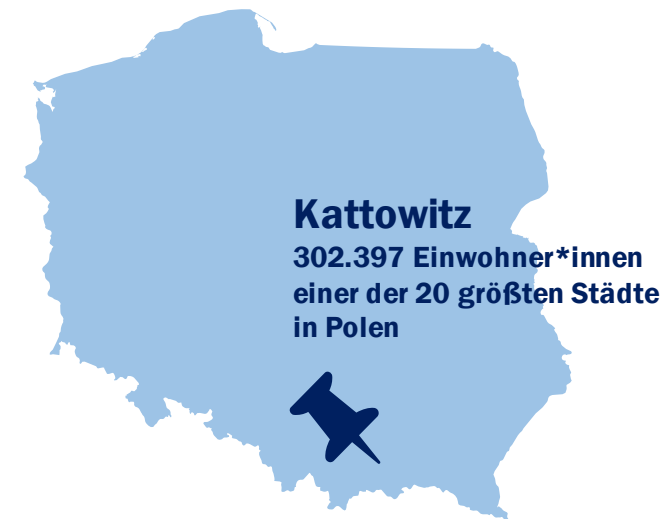 Kattowitz
302.397 Einwohner*innen
einer der 20 größten Städte
in Polen